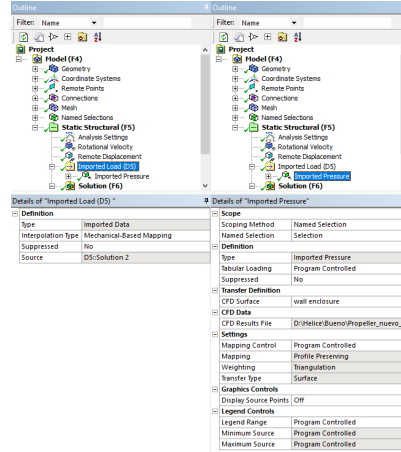 Outline
Filter: Name
Project
Model (F4)
Geometry
Coordinate Systems
Remote Points
Connections
Mesh
Named Selections
Static Structural (F5)
Analysis Settings
Rotational Velocity
Remote Displacement
Imported Load (D5)
Imported Pressure
Solution (F6)
Details of "Imported Load (D5) "
Definition
Type Imported Data
Interpolation Type Mechanical-Based Mapping
Suppressed No
Source D5::Solution 2
Outline
Filter: Name
Project
Model (F4)
Geometry
Coordinate Systems
Remote Points
Connections
Mesh
Named Selections
Static Structural (F5)
Analysis Settings
Rotational Velocity
Remote Displacement
Imported Load (D5)
Imported Pressure
Solution (F6)
Details of "Imported Pressure"
Scope
Scoping Method Named Selection
Named Selection Selection
Definition
Type Imported Pressure
Tabular Loading Program Controlled
Suppressed No
Transfer Definition
CFD Surface wall enclosure
CFD Data
CFD Results File D:\Helice\Bueno\Propeller_nuevo_
Settings
Mapping Control Program Controlled
Mapping Profile Preserving
Weighting Triangulation
Transfer Type Surface
Graphics Controls
Display Source Points Off
Legend Controls
Legend Range Program Controlled
Minimum Source Program Controlled
Maximum Source Program Controlled